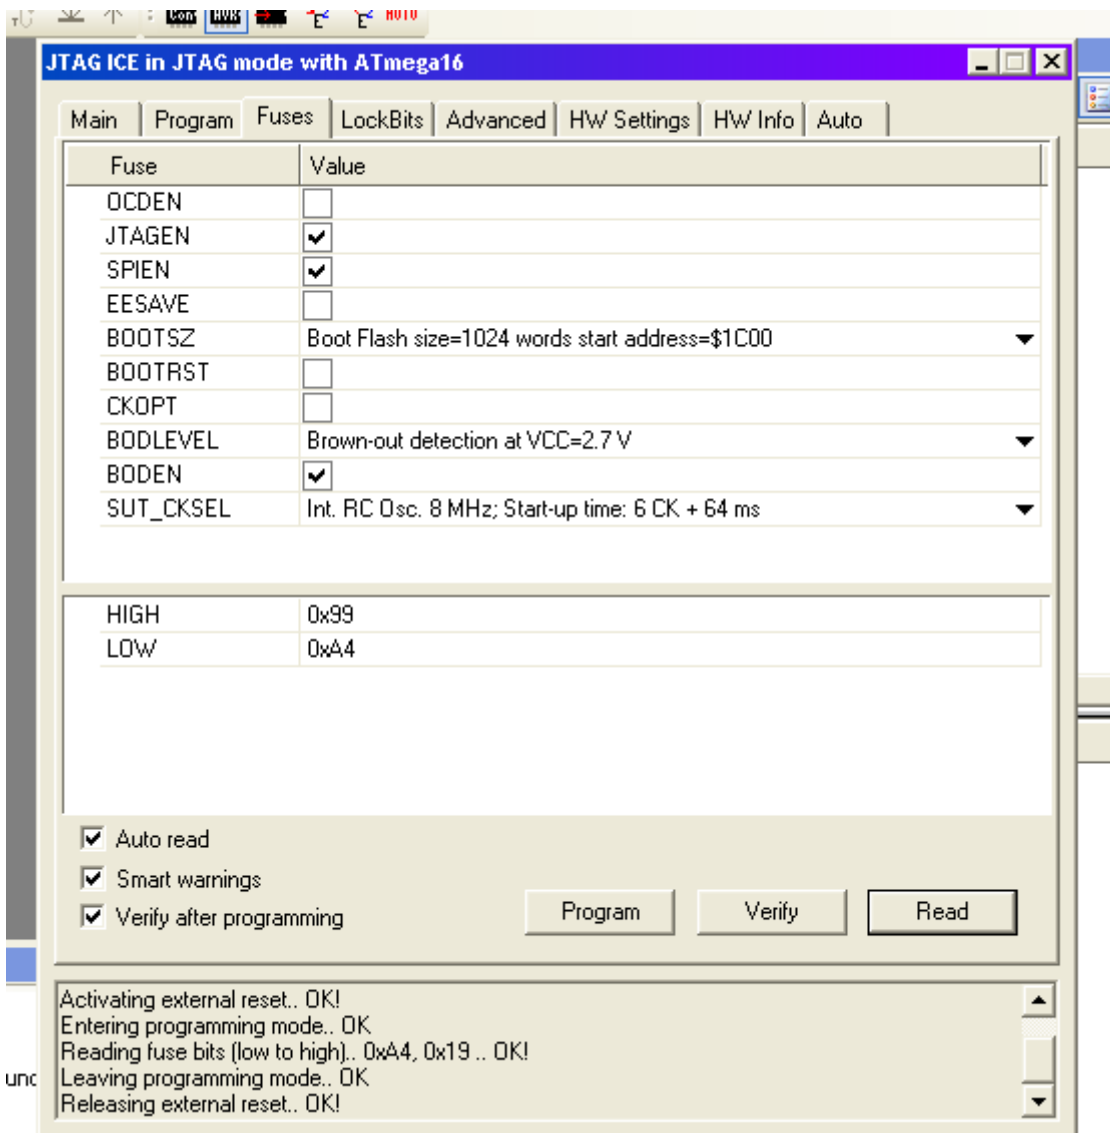 Con AVR AUTO
JTAG ICE in JTAG mode with ATmega16
Main Program Fuses LockBits Advanced HW Settings HW Info Auto
Fuse Value
OCDEN
JTAGEN
SPIEN
EESAVE
BOOTSZ Boot Flash size=1024 words start address=$1C00
BOOTRST
CKOPT
BODLEVEL Brown-out detection at VCC=2.7 V
BODEN
SUT_CKSEL Int. RC Osc. 8 MHz; Start-up time: 6 CK + 64 ms
HIGH 0x99
LOW 0xA4
Auto read
Smart warnings
Verify after programming Program Verify Read
Activating external reset.. OK!
Entering programming mode.. OK
Reading fuse bits (low to high).. 0xA4, 0x19 .. OK!
Leaving programming mode.. OK
Releasing external reset.. OK!